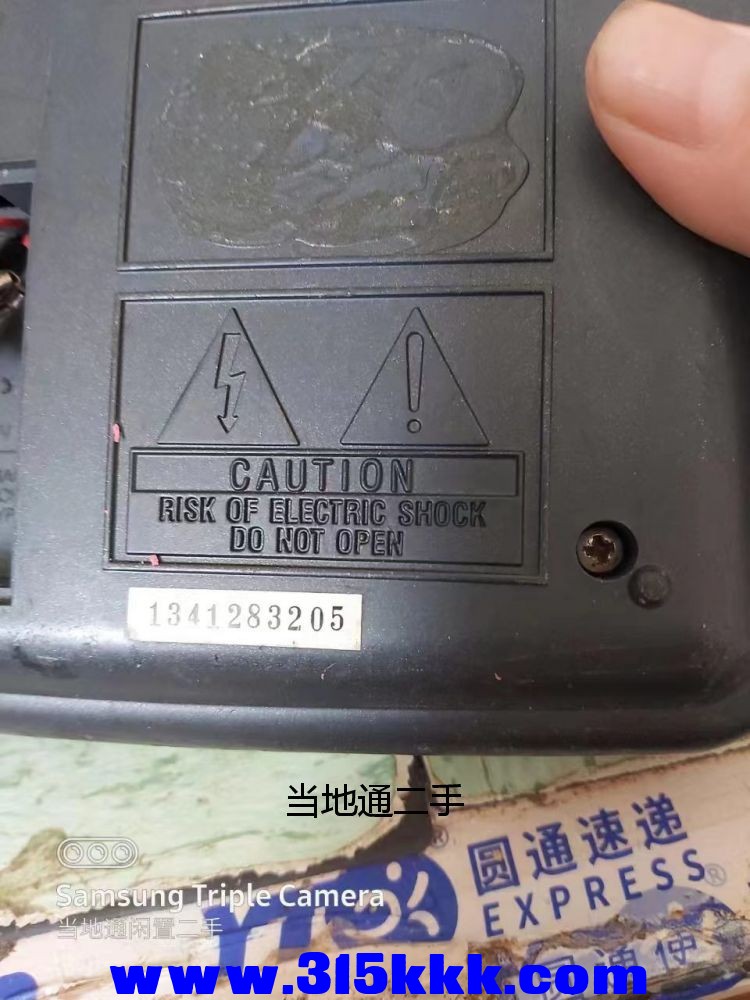 CAUTION
RISK OF ELECTRIC SHOCK
DO NOT OPEN
1341283205
当地通二手
圆通速递
Samsung Triple Camera
YTO
EXPRESS
当地通闲置二手
www.315kkk.com